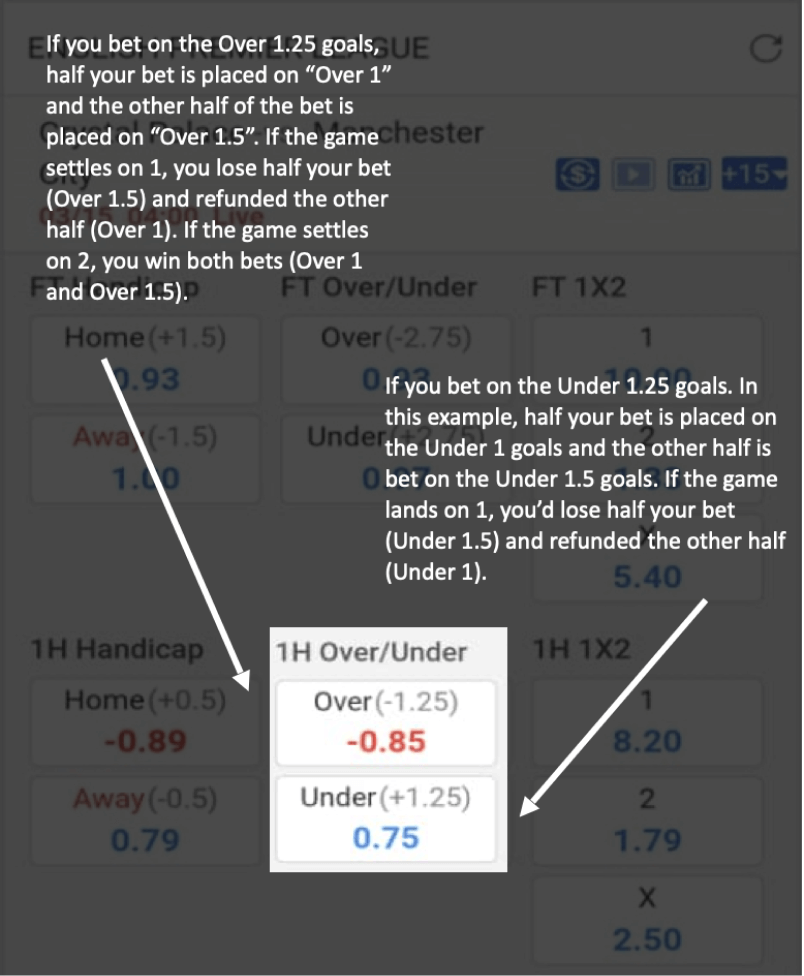 If you bet on the Over 1.25 goals,
half your bet is placed on “Over 1”
and the other half of the bet is
placed on “Over 1.5”. If the game
settles on 1, you lose half your bet
(Over 1.5) and refunded the other
half (Over 1). If the game settles
on 2, you win both bets (Over 1
and Over 1.5).
ENGLISH PREMIER LEAGUE
Crystal Palace Manchester
City
03/15 04:00 Live
+15
FT Handicap
FT Over/Under
FT 1X2
Home(+1.5)
0.93
Over(-2.75)
1
Away(-1.5)
1.00
Under(+2.75)
2
5.40
If you bet on the Under 1.25 goals. In
this example, half your bet is placed on
the Under 1 goals and the other half is
bet on the Under 1.5 goals. If the game
lands on 1, you’d lose half your bet
(Under 1.5) and refunded the other half
(Under 1).
1H Handicap
1H Over/Under
1H 1X2
Home(+0.5)
-0.89
Over(-1.25)
-0.85
1
8.20
Away(-0.5)
0.79
Under(+1.25)
0.75
2
1.79
X
2.50